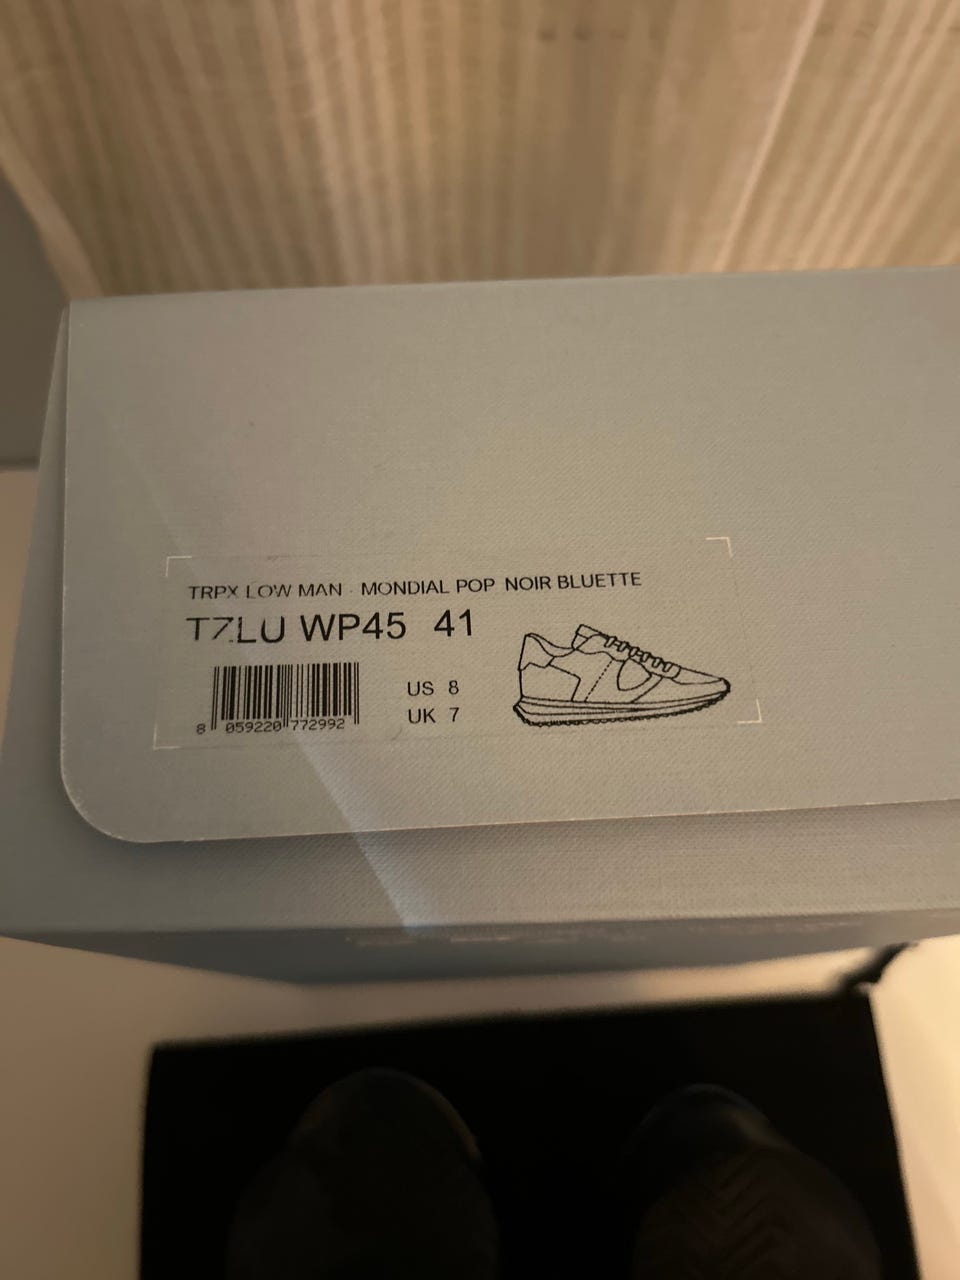 TRPX LOW MAN - MONDIAL POP NOIR BLUETTE
TZLU WP45 41
US 8
UK 7
8 059220 772992